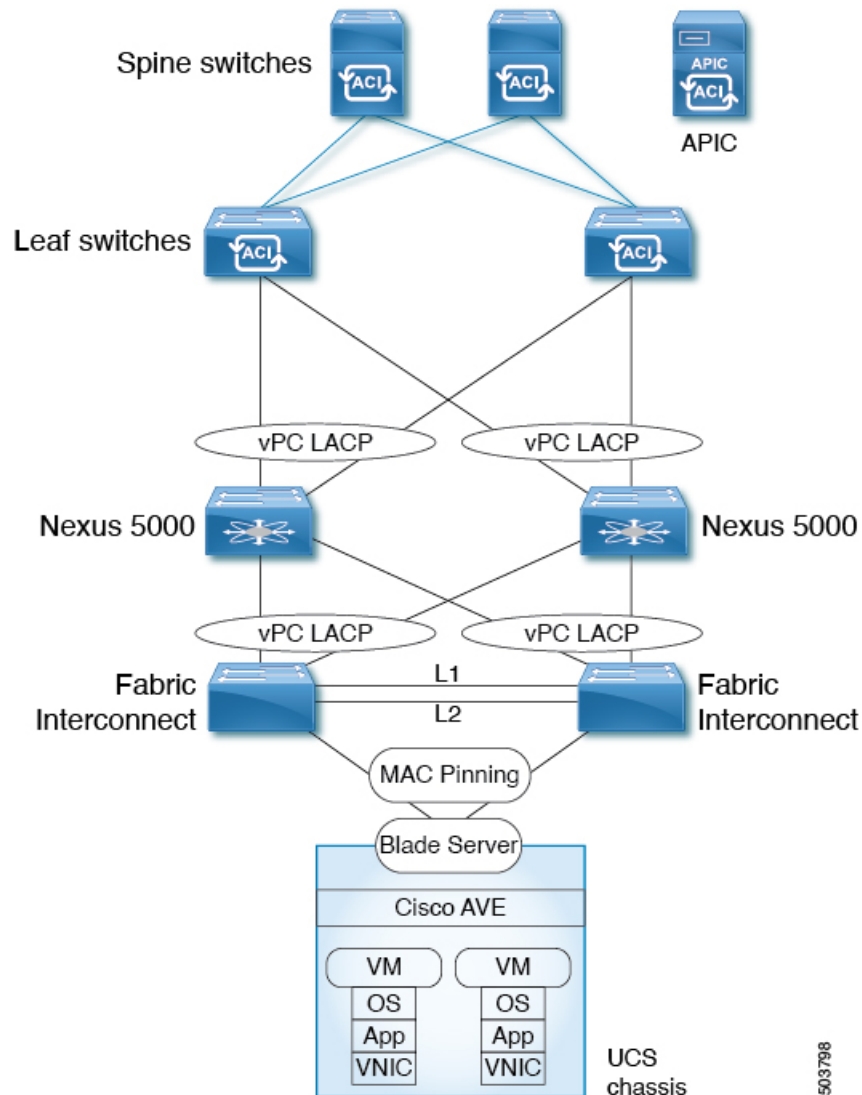 Spine switches
ACI
ACI
APIC
ACI
APIC
Leaf switches
ACI
ACI
vPC LACP
vPC LACP
Nexus 5000
Nexus 5000
vPC LACP
vPC LACP
Fabric
Interconnect
L1
L2
Fabric
Interconnect
MAC Pinning
Blade Server
Cisco AVE
VM
VM
OS
OS
App
App
VNIC
VNIC
UCS
chassis
503798